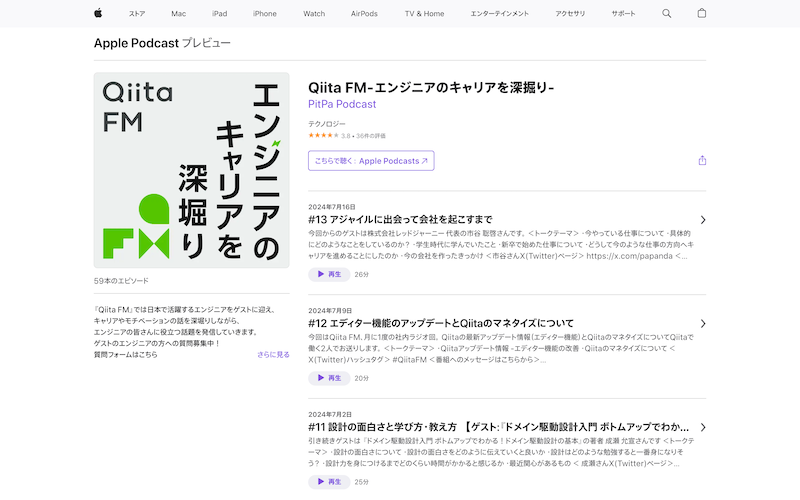 ストア Mac iPad iPhone Watch AirPods TV & Home エンターテインメント アクセサリ サポート
Apple Podcast プレビュー
Qiita
FM
エンジニアの
キャリアを
深掘り
FM
59本のエピソード
「Qiita FM」では日本で活躍するエンジニアをゲストに迎え、
キャリアやモチベーションの話を深掘りしながら、
エンジニアの皆さんに役立つ話題を発信していきます。
ゲストのエンジニアの方への質問募集中！
質問フォームはこちら さらに見る
Qiita FM-エンジニアのキャリアを深掘り-
PitPa Podcast
テクノロジー
★★★★★ 3.8 • 36件の評価
こちらで聴く：Apple Podcasts ↗
2024年7月16日
#13 アジャイルに出会って会社を起こすまで
今回からのゲストは株式会社レッドジャーニー 代表の市谷 聡啓さんです。 ＜トークテーマ＞ ・今やっている仕事について ・具体的
にどのようなことをしているのか？ ・学生時代に学んでいたこと ・新卒で始めた仕事について ・どうして今のような仕事の方向へキ
ャリアを進めることにしたのか ・今の会社を作ったきっかけ ＜市谷さんX(Twitter)ページ＞ https://x.com/papanda ＜...
再生 26分
2024年7月9日
#12 エディター機能のアップデートとQiitaのマネタイズについて
今回はQiita FM、月に1度の社内ラジオ回。 Qiitaの最新アップデート情報(エディター機能)とQiitaのマネタイズについてQiitaで
働く2人でお送りします。 ＜トークテーマ＞ ・Qiitaアップデート情報 -エディター機能の改善 ・Qiitaのマネタイズについて ＜
X(Twitter)ハッシュタグ＞ #QiitaFM ＜番組へのメッセージはこちらから＞...
再生 20分
2024年7月2日
#11 設計の面白さと学び方・教え方 【ゲスト:『ドメイン駆動設計入門 ボトムアップでわか...
引き続きゲストは 『ドメイン駆動設計入門 ボトムアップでわかる！ドメイン駆動設計の基本』の著者 成瀬 允宣さんです ＜トークテ
ーマ＞ ・設計の面白さについて ・設計の面白さをどのように伝えていくと良いか ・設計はどのような勉強すると一番身になりそ
う？ ・設計力を身につけるまでどのくらい時間がかかると感じるか ・最近関心があるもの ＜ 成瀬さんX(Twitter)ページ＞...
再生 25分